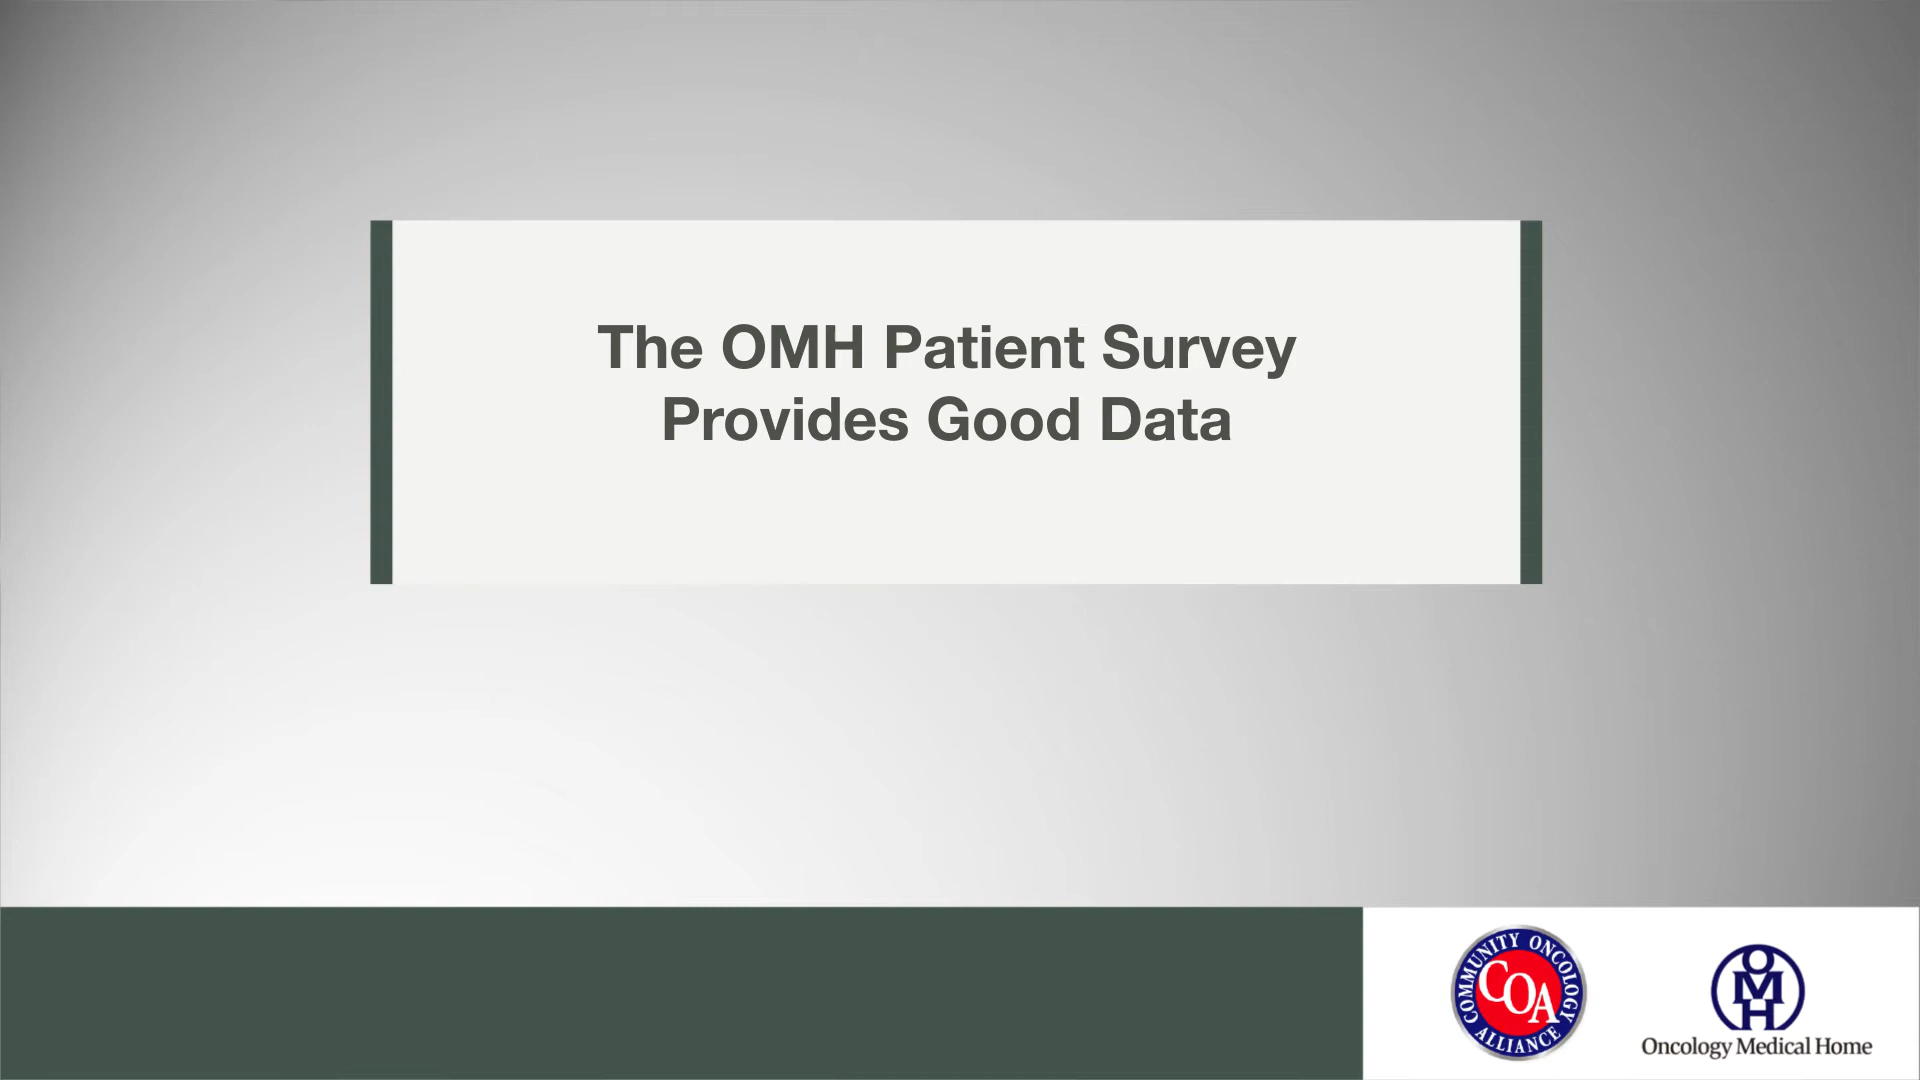 The OMH Patient Survey
Provides Good Data
COMMUNITY ONCOLOGY
COA
ALLIANCE
OMH
Oncology Medical Home